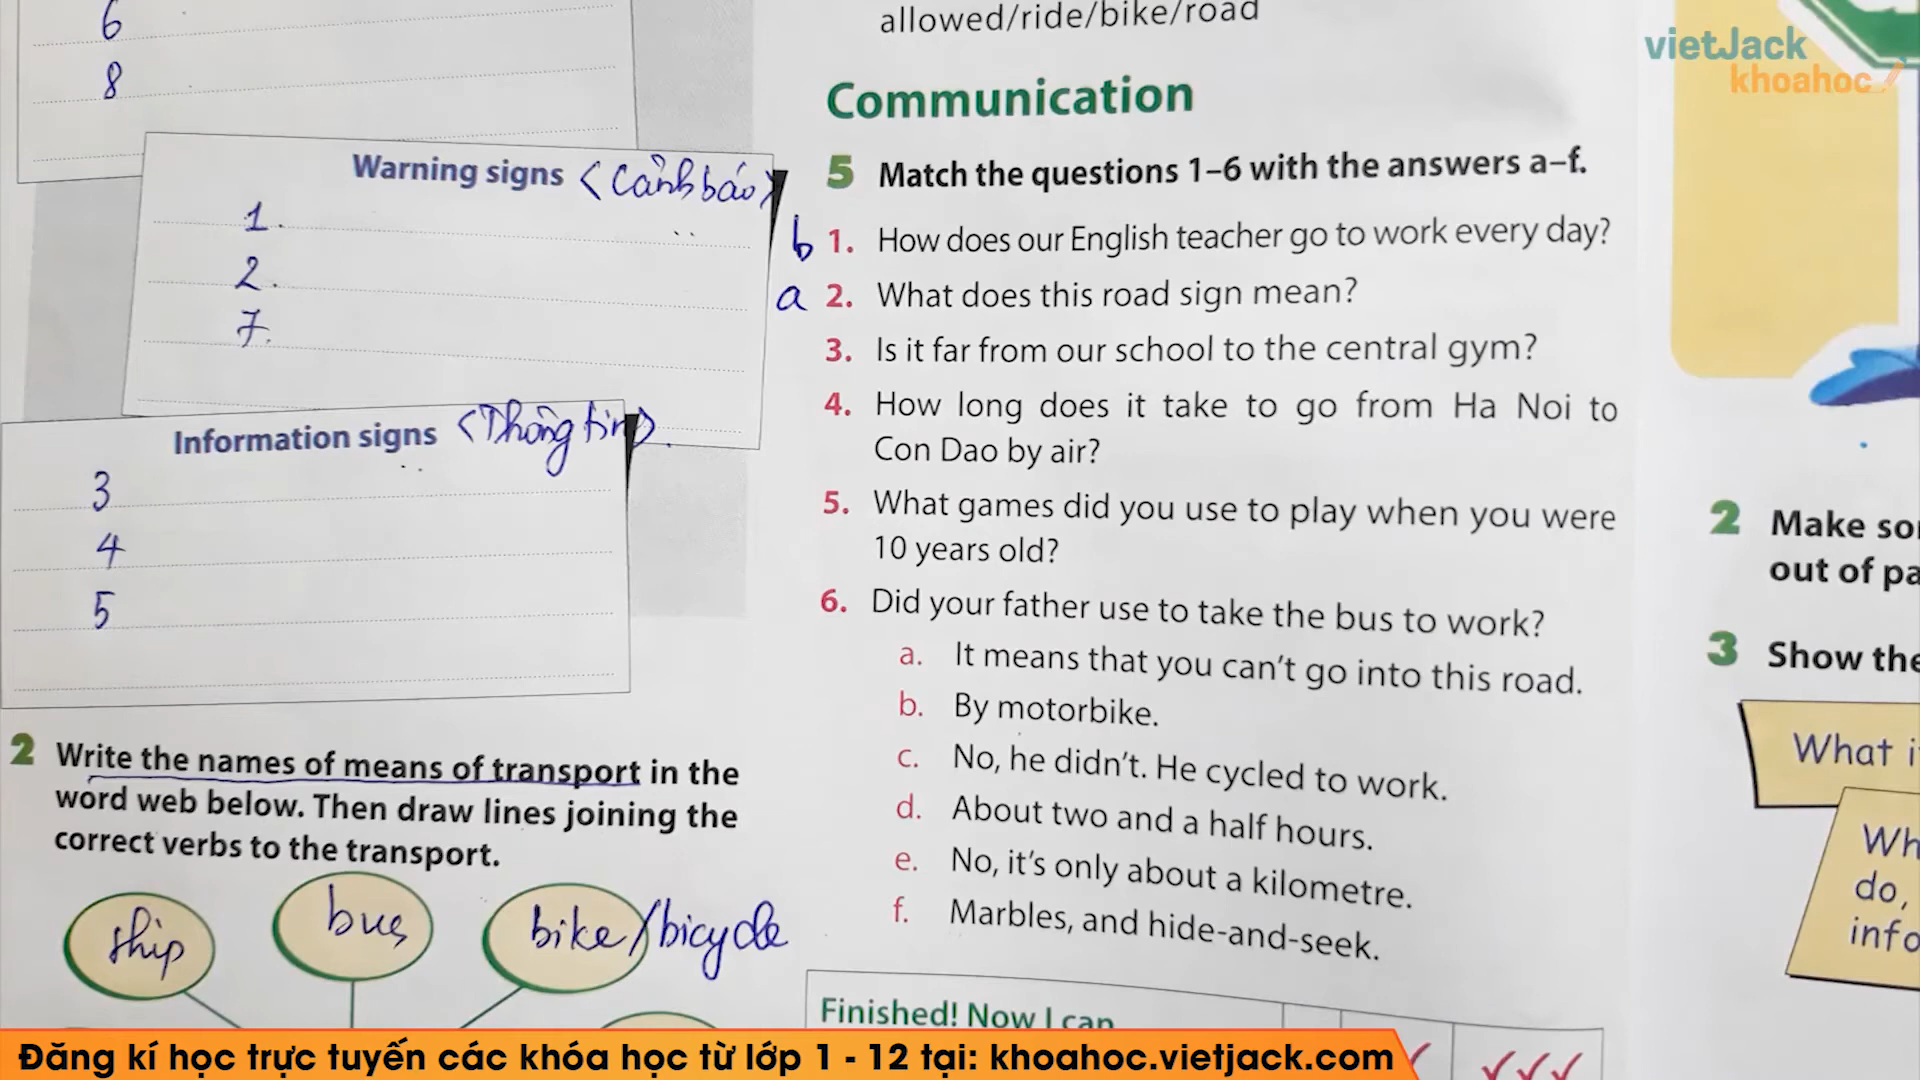 6
8
Warning signs <Cảnh báo>
1.
2.
7.
Information signs <Thông tin>.
3
4
5
2 Write the names of means of transport in the
word web below. Then draw lines joining the
correct verbs to the transport.
ship
bus
bike/bicycle
allowed/ride/bike/road
Communication
5 Match the questions 1–6 with the answers a–f.
b 1. How does our English teacher go to work every day?
a 2. What does this road sign mean?
3. Is it far from our school to the central gym?
4. How long does it take to go from Ha Noi to
Con Dao by air?
5. What games did you use to play when you were
10 years old?
6. Did your father use to take the bus to work?
a. It means that you can't go into this road.
b. By motorbike.
c. No, he didn't. He cycled to work.
d. About two and a half hours.
e. No, it's only about a kilometre.
f. Marbles, and hide-and-seek.
Finished! Now I can
vietJack
khoahoc
2 Make so
out of pa
3 Show the
What i
Wh
do,
info
Đăng kí học trực tuyến các khóa học từ lớp 1 - 12 tại: khoahoc.vietjack.com